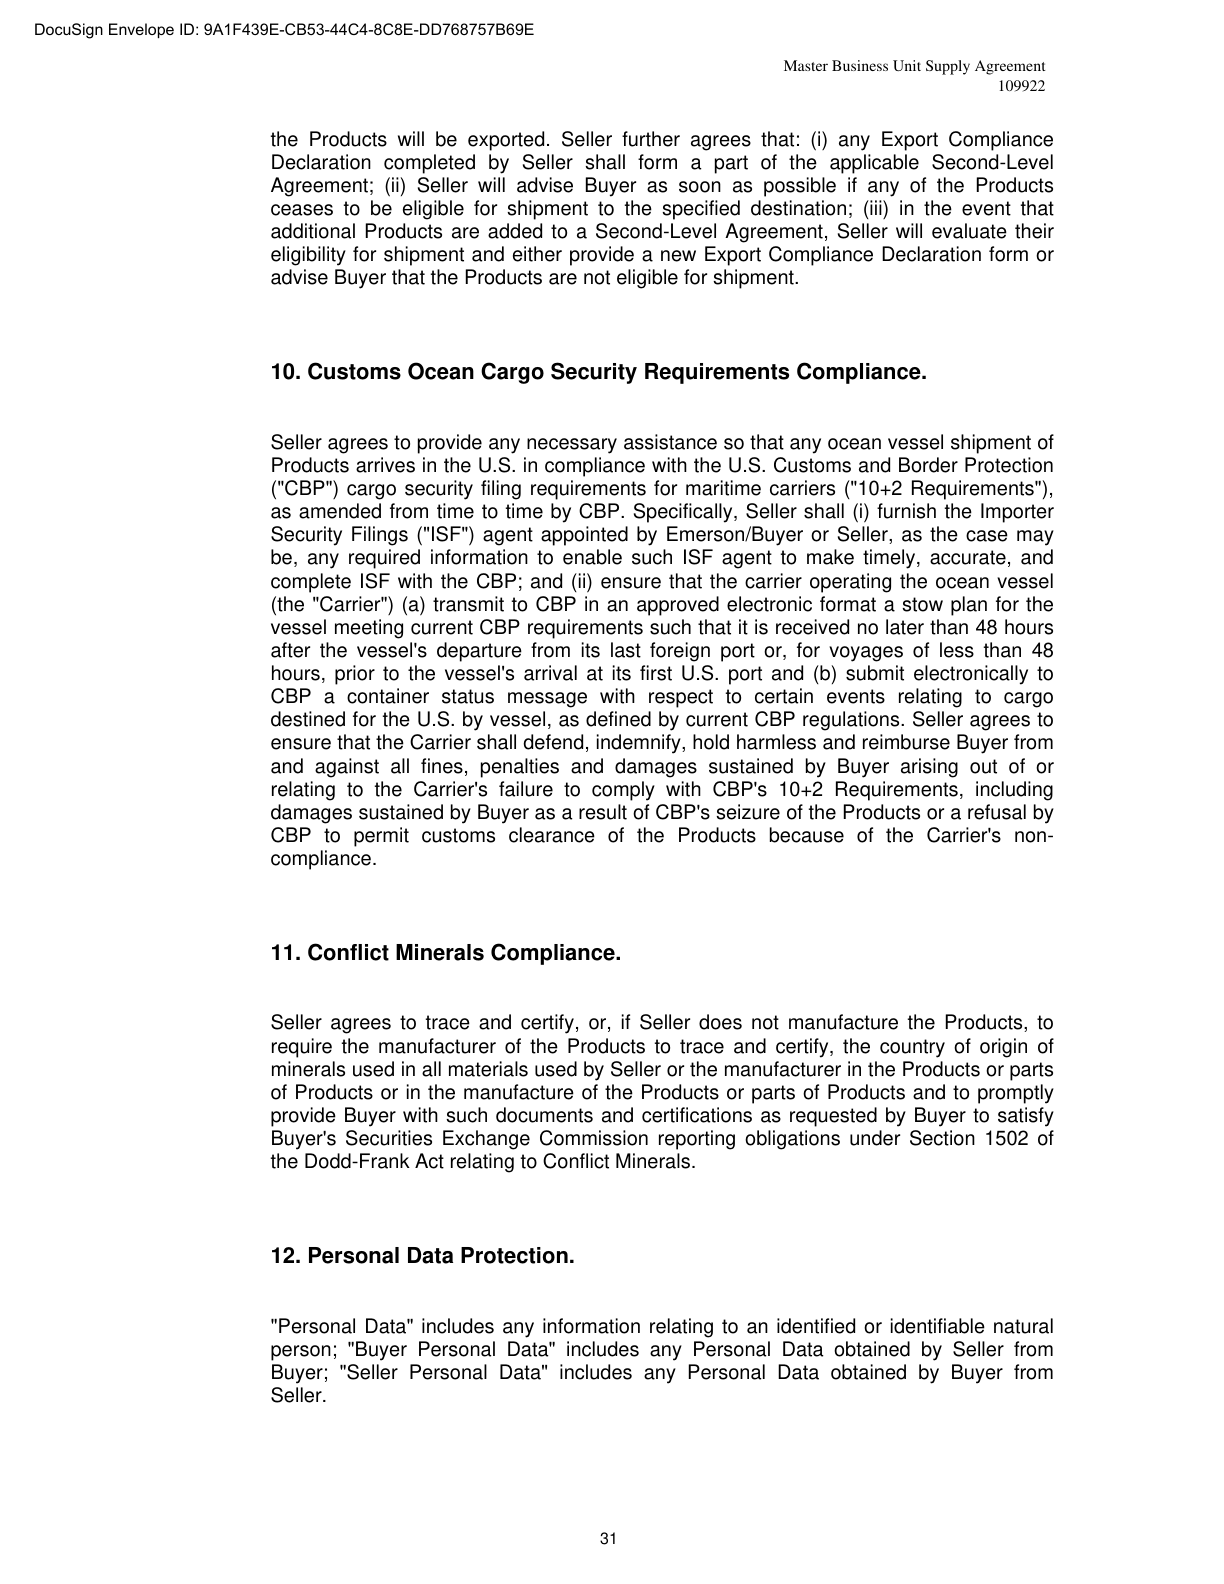 DocuSign Envelope ID: 9A1F439E-CB53-44C4-8C8E-DD768757B69E
Master Business Unit Supply Agreement
109922
the Products will be exported. Seller further agrees that: (i) any Export Compliance
Declaration completed by Seller shall form a part of the applicable Second-Level
Agreement; (ii) Seller will advise Buyer as soon as possible if any of the Products
ceases to be eligible for shipment to the specified destination; (iii) in the event that
additional Products are added to a Second-Level Agreement, Seller will evaluate their
eligibility for shipment and either provide a new Export Compliance Declaration form or
advise Buyer that the Products are not eligible for shipment.
10. Customs Ocean Cargo Security Requirements Compliance.
Seller agrees to provide any necessary assistance so that any ocean vessel shipment of
Products arrives in the U.S. in compliance with the U.S. Customs and Border Protection
("CBP") cargo security filing requirements for maritime carriers ("10+2 Requirements"),
as amended from time to time by CBP. Specifically, Seller shall (i) furnish the Importer
Security Filings ("ISF") agent appointed by Emerson/Buyer or Seller, as the case may
be, any required information to enable such ISF agent to make timely, accurate, and
complete ISF with the CBP; and (ii) ensure that the carrier operating the ocean vessel
(the "Carrier") (a) transmit to CBP in an approved electronic format a stow plan for the
vessel meeting current CBP requirements such that it is received no later than 48 hours
after the vessel's departure from its last foreign port or, for voyages of less than 48
hours, prior to the vessel's arrival at its first U.S. port and (b) submit electronically to
CBP a container status message with respect to certain events relating to cargo
destined for the U.S. by vessel, as defined by current CBP regulations. Seller agrees to
ensure that the Carrier shall defend, indemnify, hold harmless and reimburse Buyer from
and against all fines, penalties and damages sustained by Buyer arising out of or
relating to the Carrier's failure to comply with CBP's 10+2 Requirements, including
damages sustained by Buyer as a result of CBP's seizure of the Products or a refusal by
CBP to permit customs clearance of the Products because of the Carrier's non-
compliance.
11. Conflict Minerals Compliance.
Seller agrees to trace and certify, or, if Seller does not manufacture the Products, to
require the manufacturer of the Products to trace and certify, the country of origin of
minerals used in all materials used by Seller or the manufacturer in the Products or parts
of Products or in the manufacture of the Products or parts of Products and to promptly
provide Buyer with such documents and certifications as requested by Buyer to satisfy
Buyer's Securities Exchange Commission reporting obligations under Section 1502 of
the Dodd-Frank Act relating to Conflict Minerals.
12. Personal Data Protection.
"Personal Data" includes any information relating to an identified or identifiable natural
person; "Buyer Personal Data" includes any Personal Data obtained by Seller from
Buyer; "Seller Personal Data" includes any Personal Data obtained by Buyer from
Seller.
31